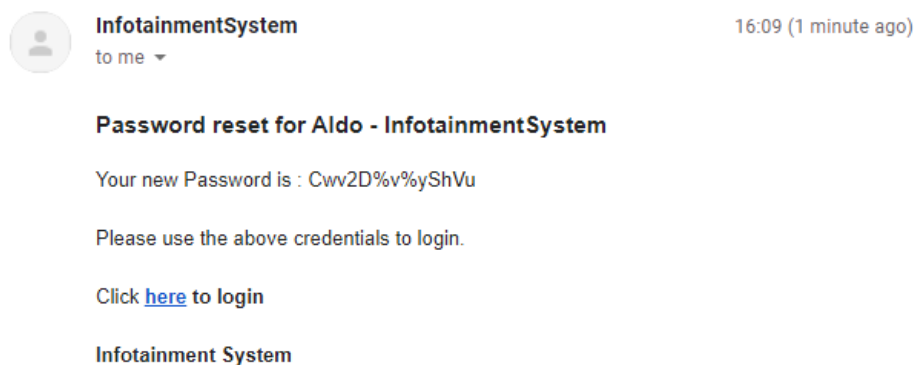 InfotainmentSystem 16:09 (1 minute ago)
to me
Password reset for Aldo - InfotainmentSystem
Your new Password is : Cwv2D%v%yShVu
Please use the above credentials to login.
Click here to login
Infotainment System